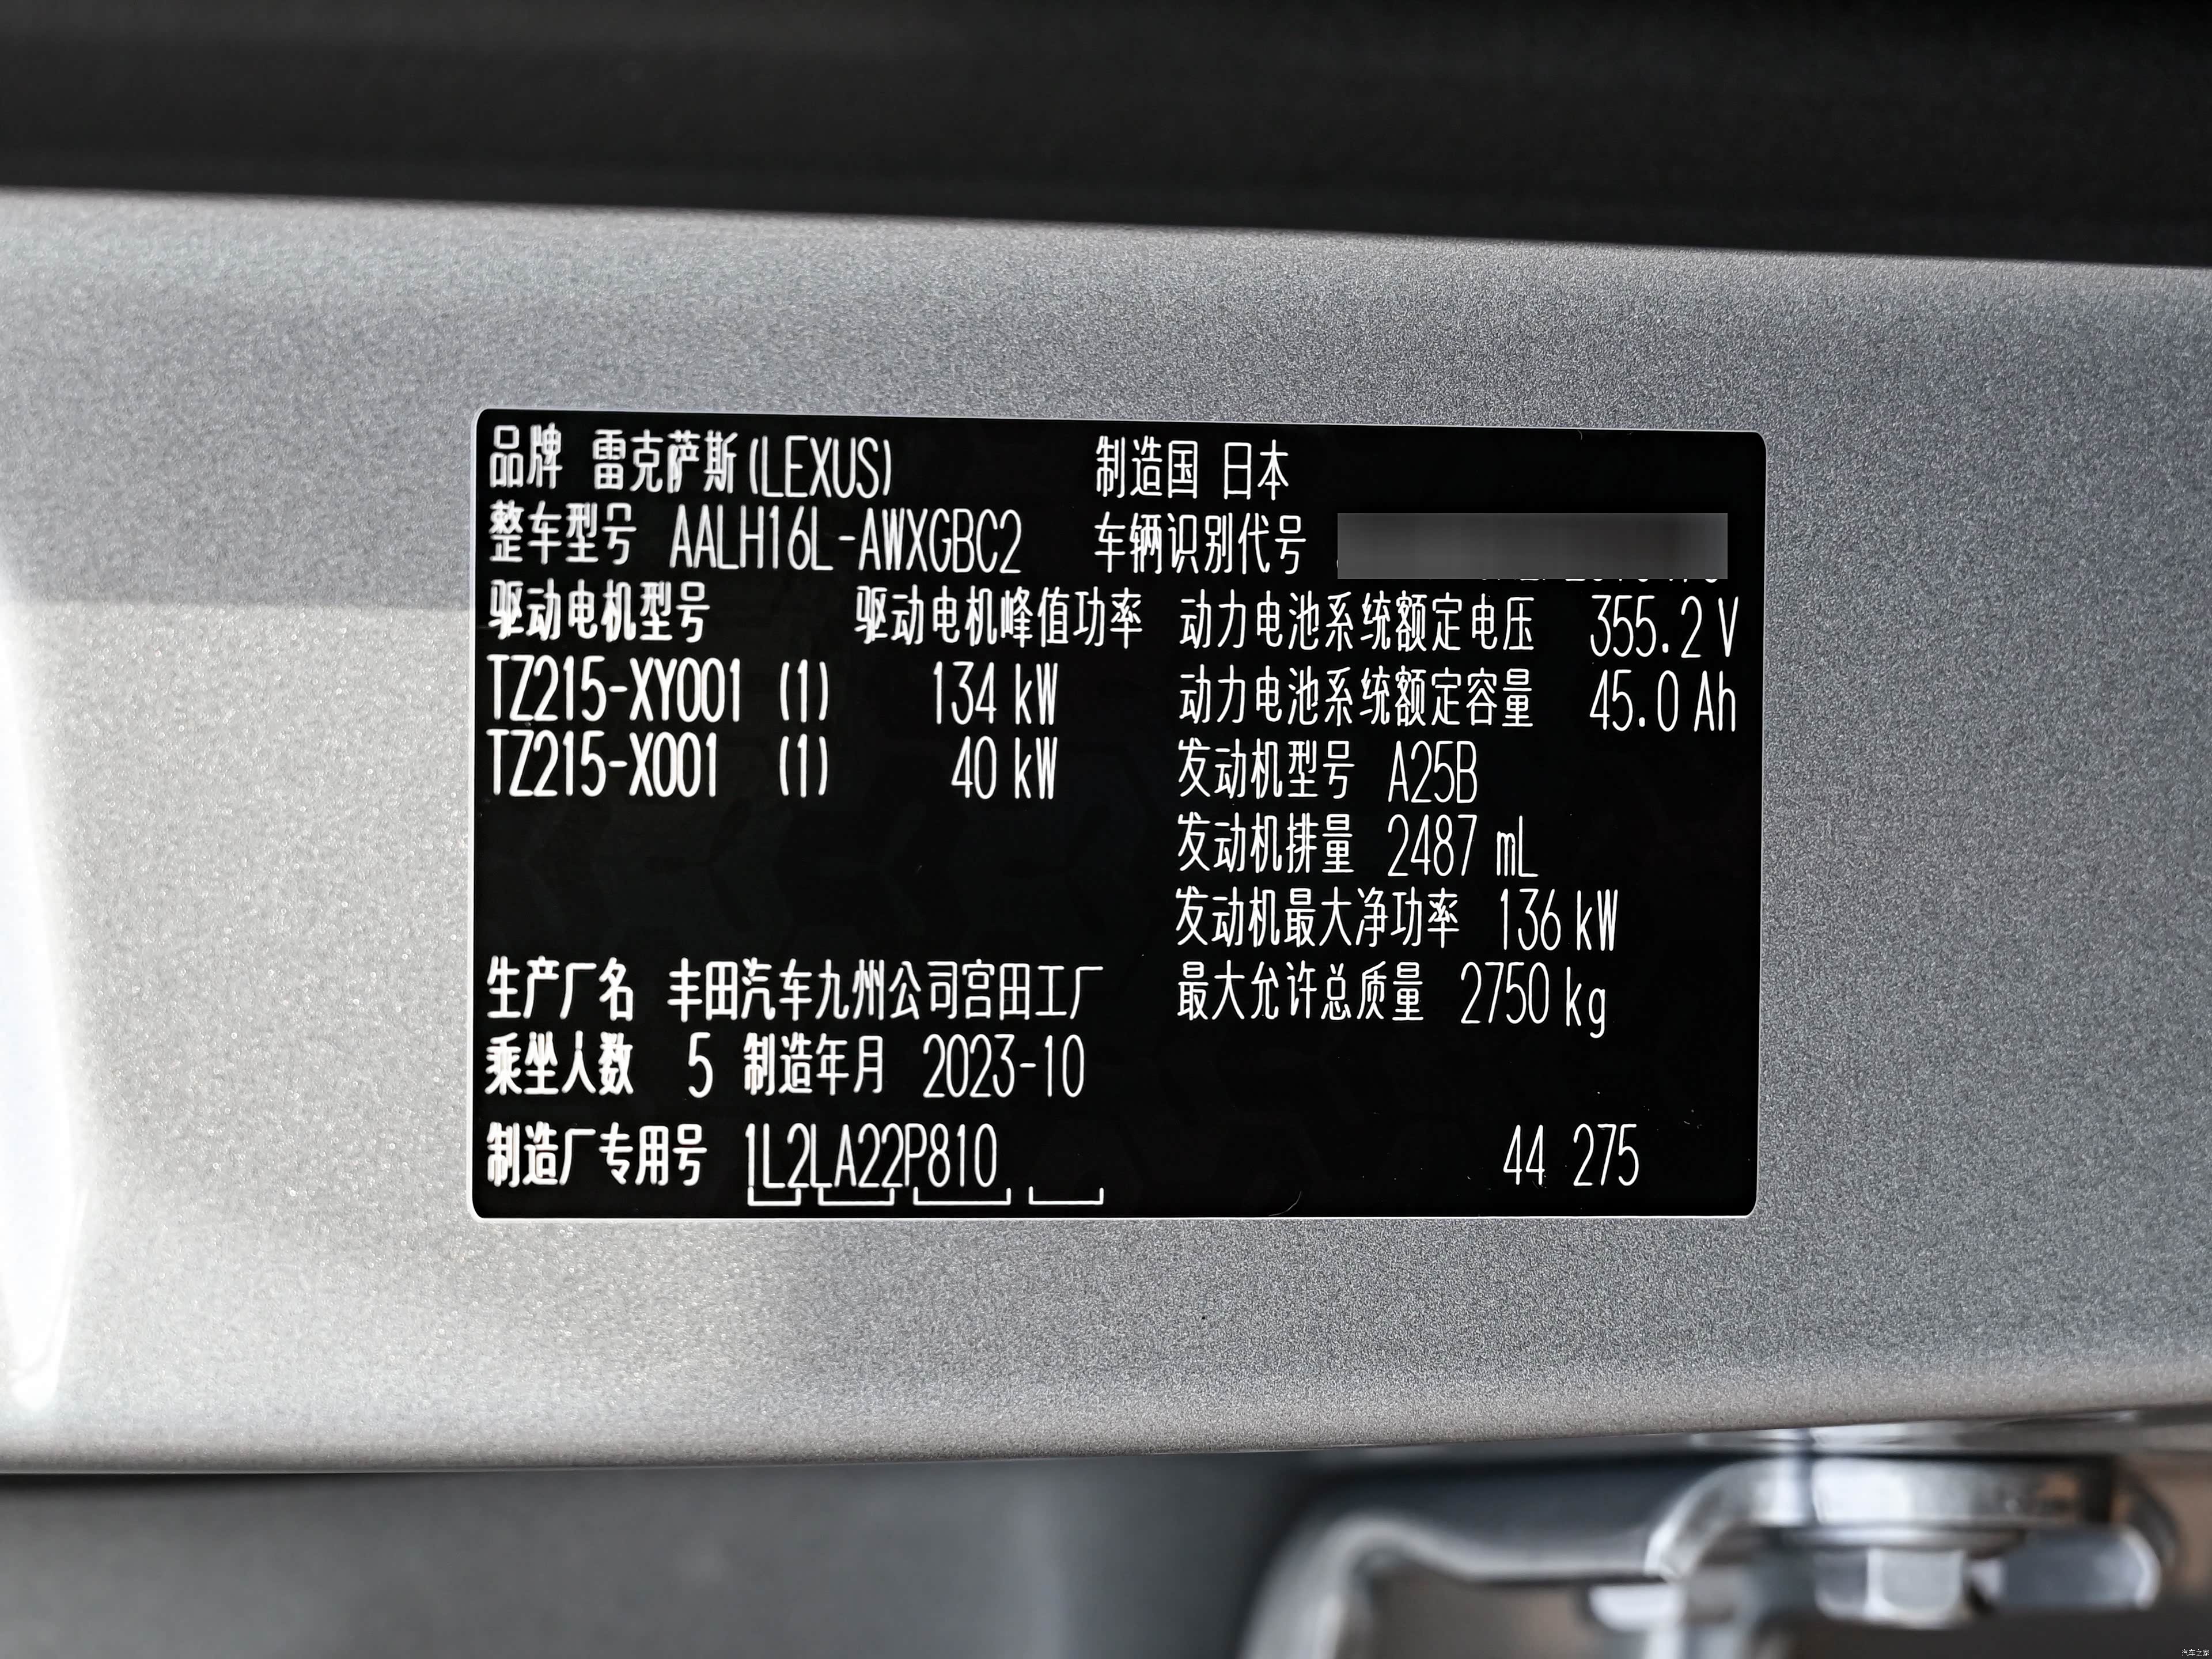 品牌 雷克萨斯(LEXUS) 制造国 日本
整车型号 AALH16L-AWXGBC2 车辆识别代号
驱动电机型号 驱动电机峰值功率 动力电池系统额定电压 355.2 V
TZ215-XY001 (1) 134 kW 动力电池系统额定容量 45.0 Ah
TZ215-X001 (1) 40 kW 发动机型号 A25B
发动机排量 2487 mL
发动机最大净功率 136 kW
生产厂名 丰田汽车九州公司宫田工厂 最大允许总质量 2750 kg
乘坐人数 5 制造年月 2023-10
制造厂专用号 1L2LA22P810 44 275
汽车之家